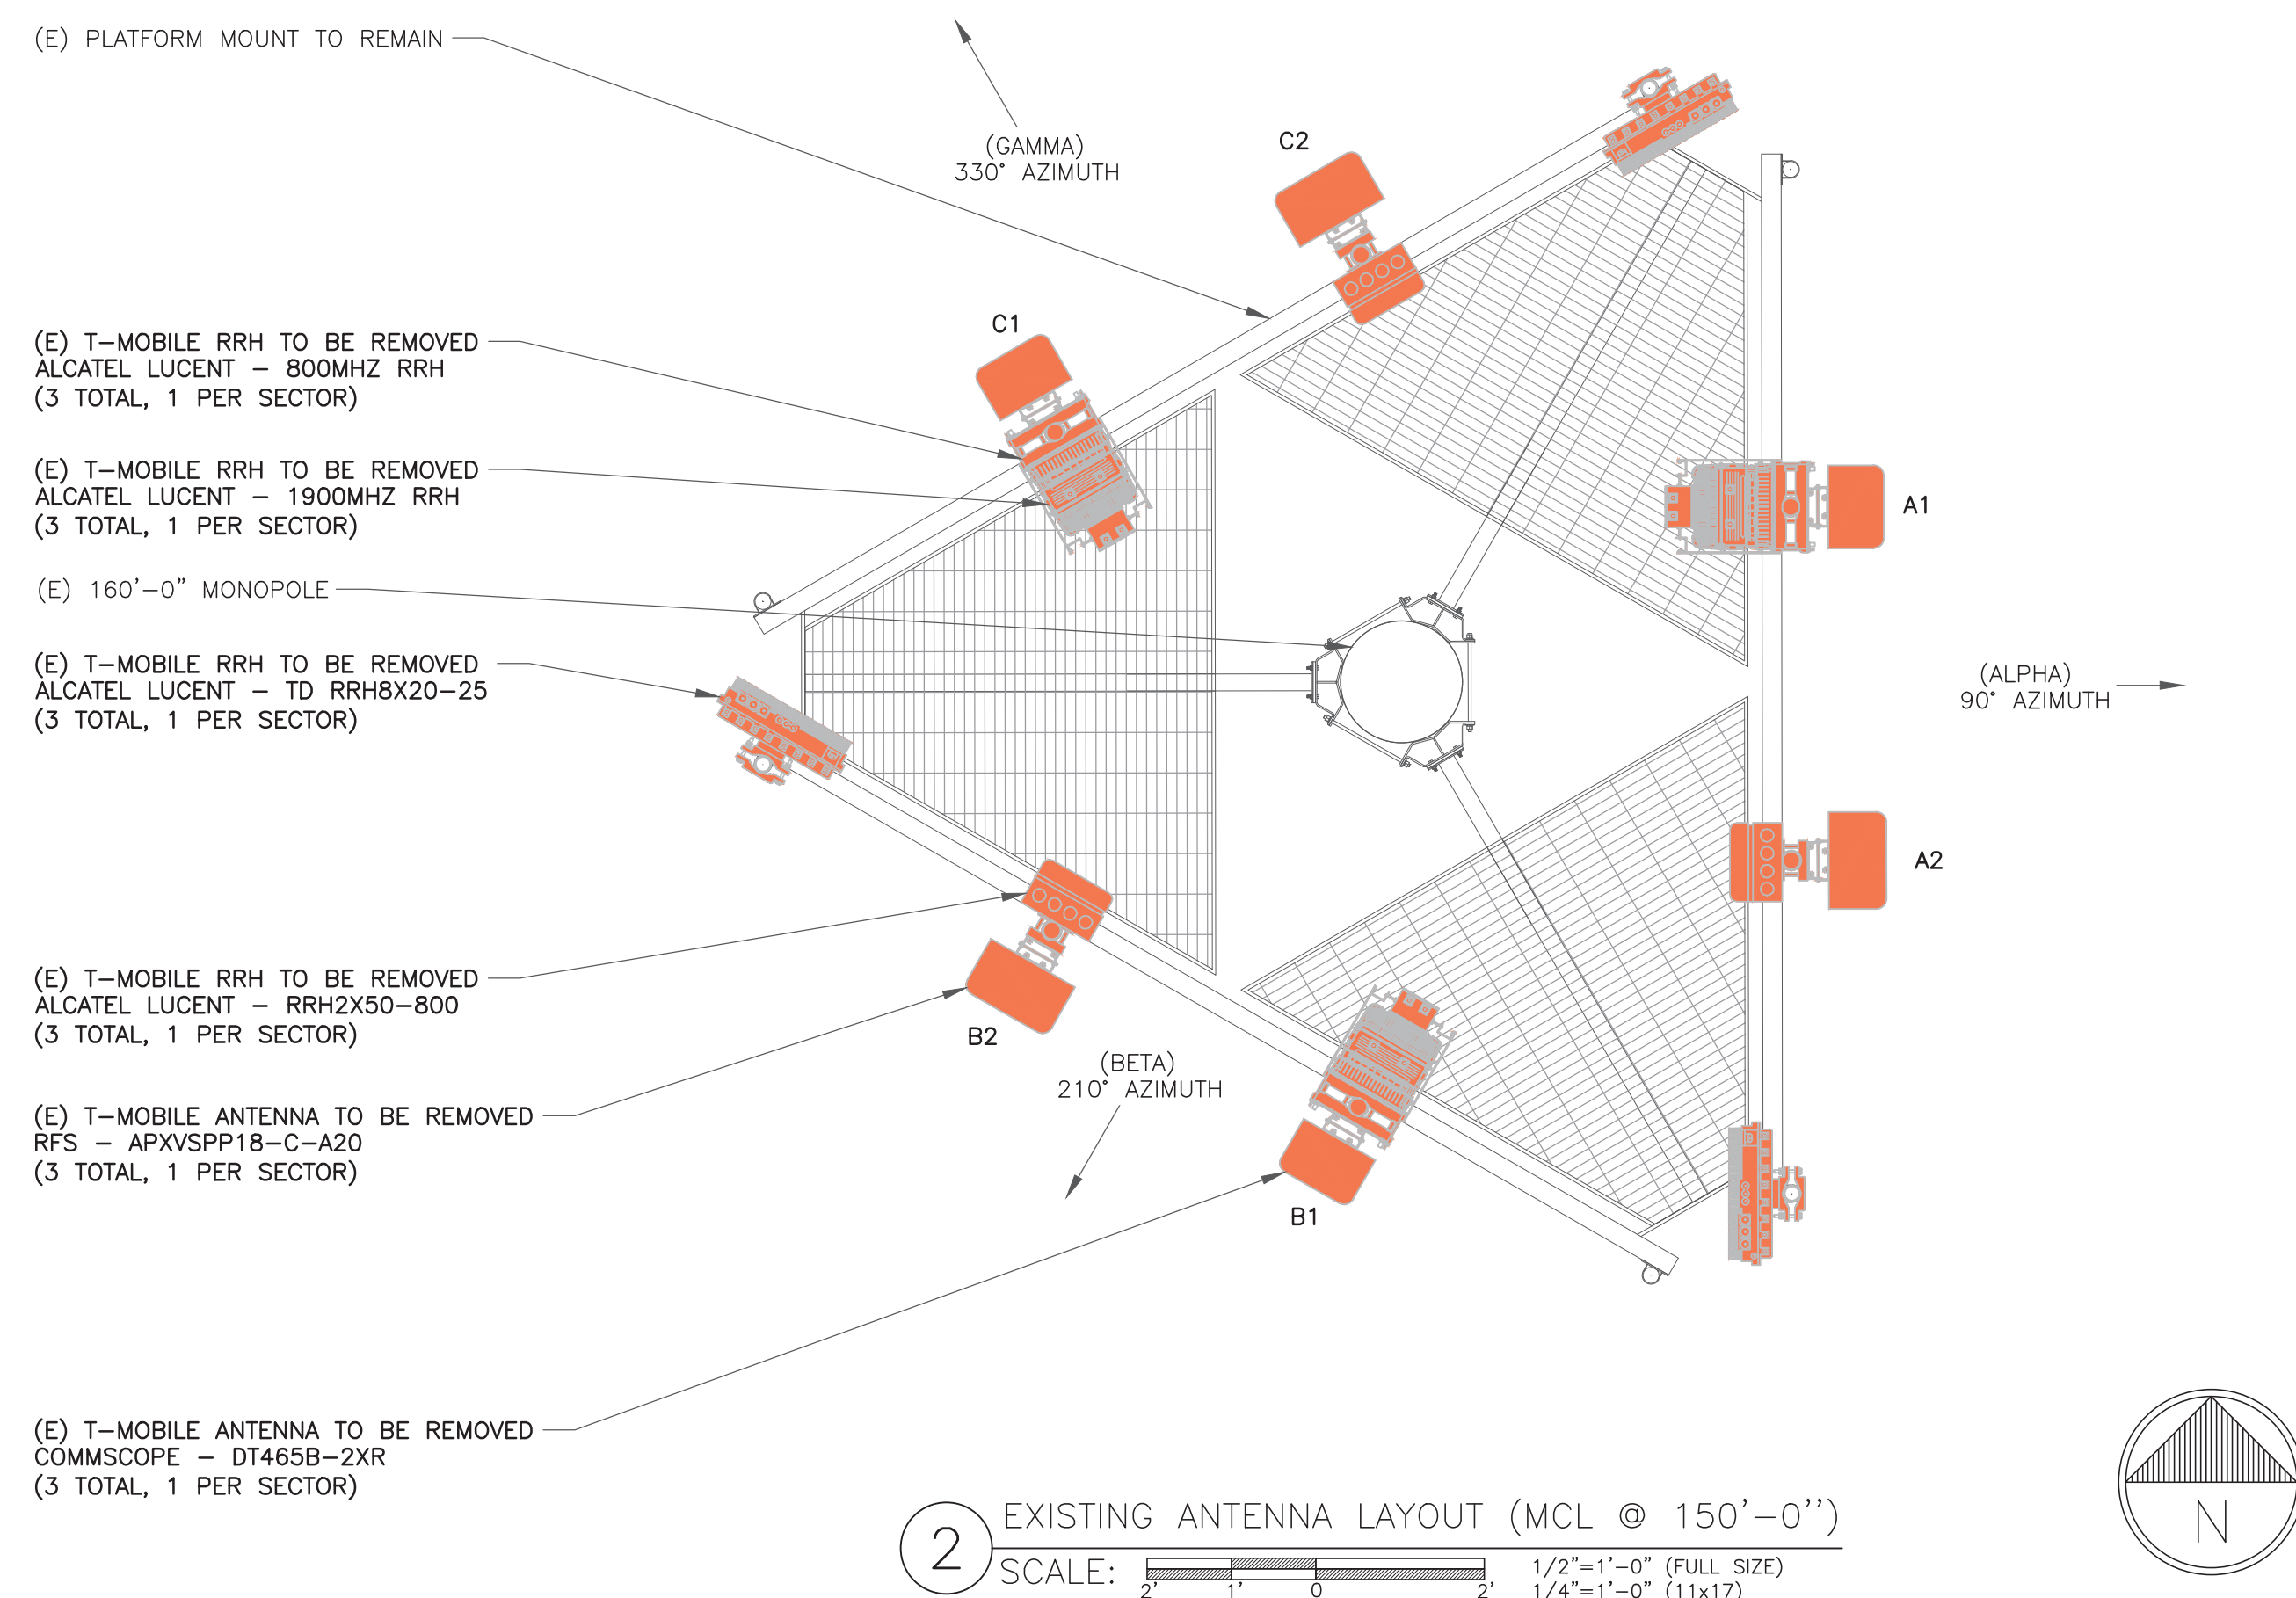 (E) PLATFORM MOUNT TO REMAIN
(GAMMA)
330° AZIMUTH
C2
C1
(E) T-MOBILE RRH TO BE REMOVED
ALCATEL LUCENT - 800MHZ RRH
(3 TOTAL, 1 PER SECTOR)
(E) T-MOBILE RRH TO BE REMOVED
ALCATEL LUCENT - 1900MHZ RRH
(3 TOTAL, 1 PER SECTOR)
A1
(E) 160'-0" MONOPOLE
(E) T-MOBILE RRH TO BE REMOVED
ALCATEL LUCENT - TD RRH8X20-25
(3 TOTAL, 1 PER SECTOR)
(ALPHA)
90° AZIMUTH
A2
(E) T-MOBILE RRH TO BE REMOVED
ALCATEL LUCENT - RRH2X50-800
(3 TOTAL, 1 PER SECTOR)
B2
(BETA)
210° AZIMUTH
(E) T-MOBILE ANTENNA TO BE REMOVED
RFS - APXVSPP18-C-A20
(3 TOTAL, 1 PER SECTOR)
B1
(E) T-MOBILE ANTENNA TO BE REMOVED
COMMSCOPE - DT465B-2XR
(3 TOTAL, 1 PER SECTOR)
2
EXISTING ANTENNA LAYOUT (MCL @ 150'-0'')
SCALE:
2' 1' 0 2'
1/2"=1'-0" (FULL SIZE)
1/4"=1'-0" (11x17)
N